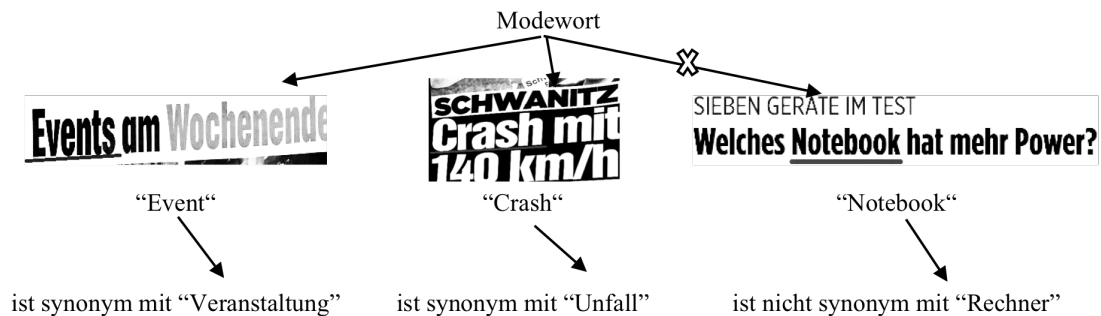 Modewort
Events am Wochenende
SCHWANITZ
Crash mit
140 km/h
SIEBEN GERÄTE IM TEST
Welches Notebook hat mehr Power?
“Event“
“Crash“
“Notebook“
ist synonym mit “Veranstaltung”
ist synonym mit “Unfall”
ist nicht synonym mit “Rechner”